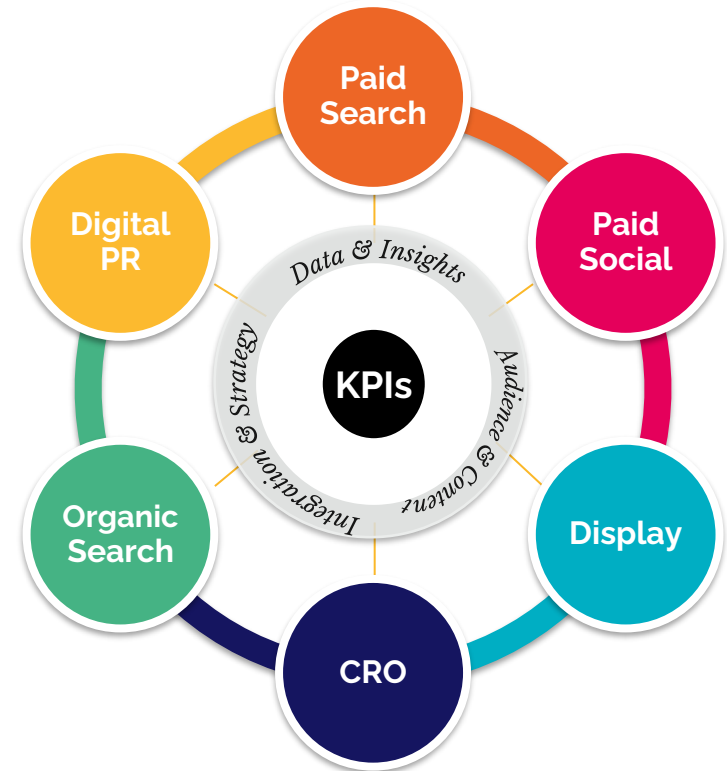 Paid
Search
Digital
PR
Paid
Social
Data & Insights
KPIs
Integration & Strategy
Audience & Content
Organic
Search
Display
CRO